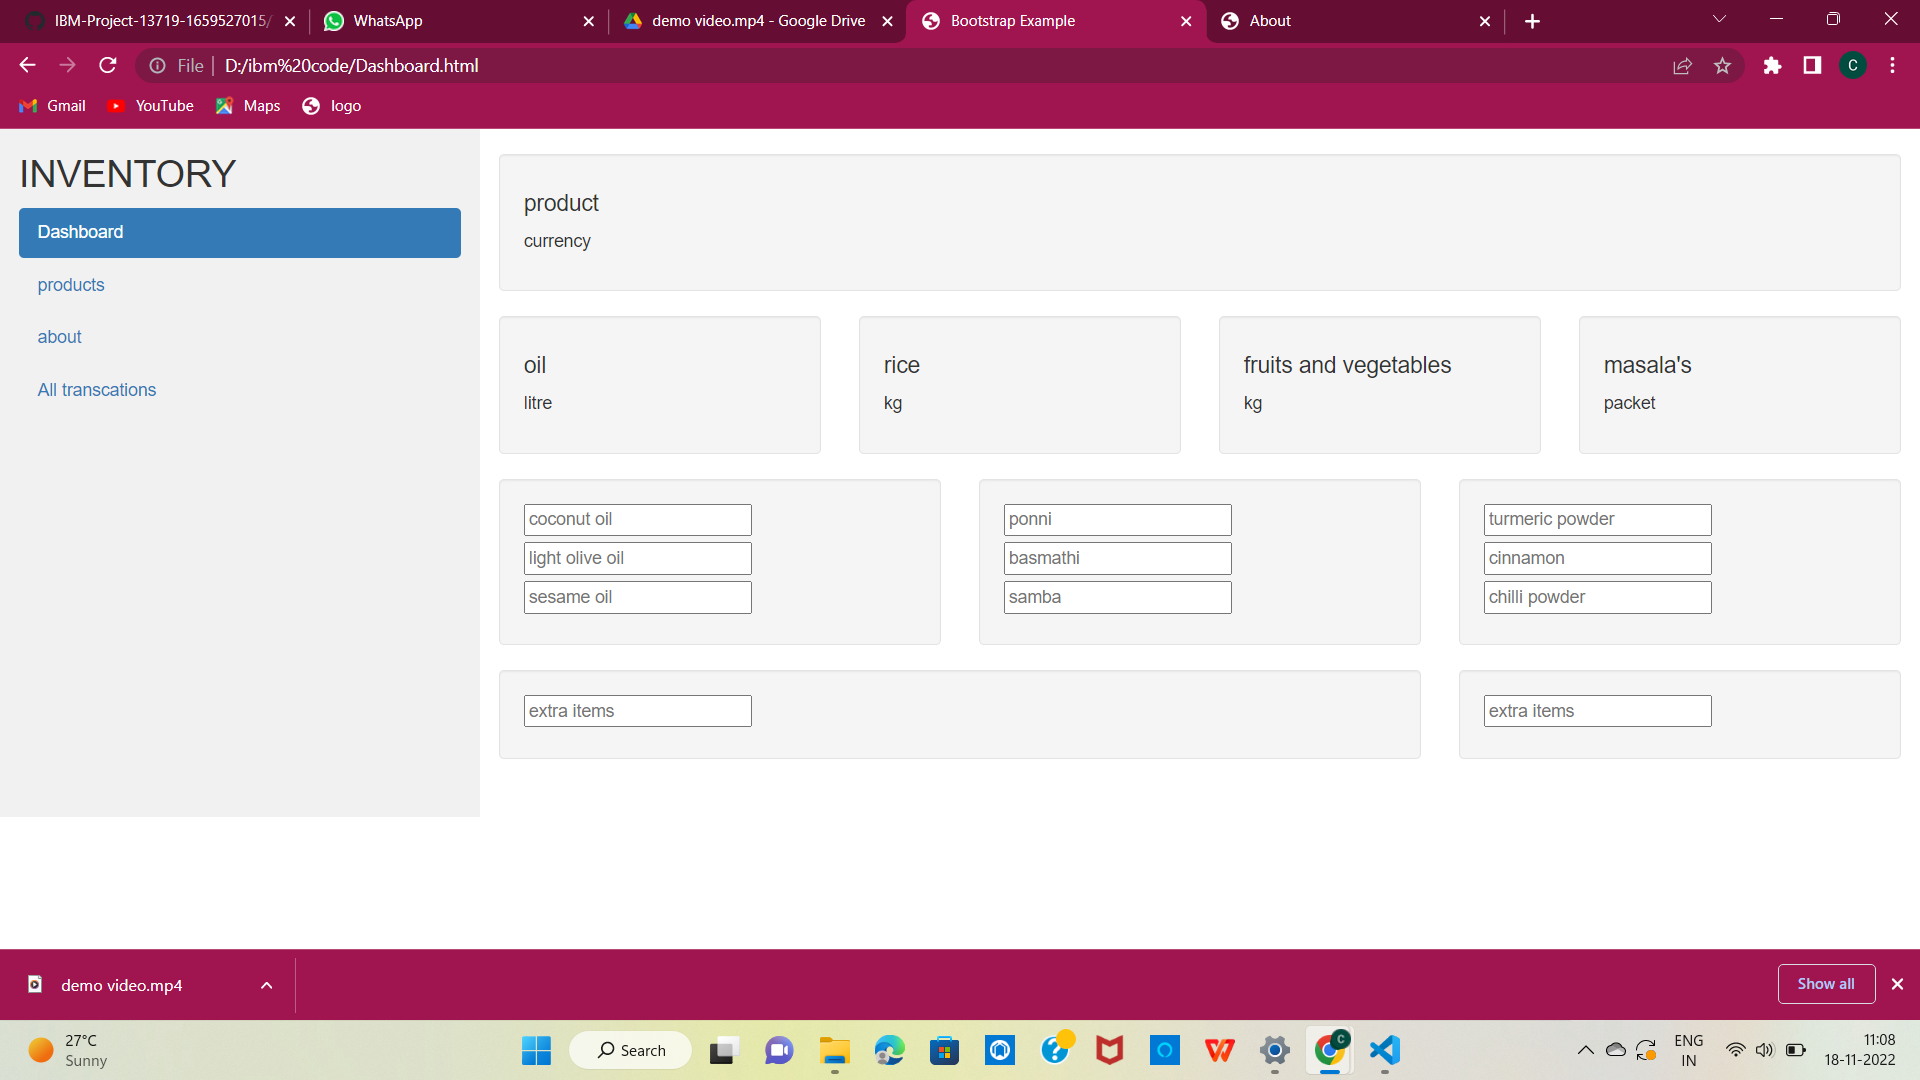 IBM-Project-13719-1659527015/
WhatsApp
demo video.mp4 - Google Drive
Bootstrap Example
About
File
D:/ibm%20code/Dashboard.html
C
Gmail
YouTube
Maps
logo
INVENTORY
Dashboard
products
about
All transcations
product
currency
oil
litre
rice
kg
fruits and vegetables
kg
masala's
packet
coconut oil
light olive oil
sesame oil
ponni
basmathi
samba
turmeric powder
cinnamon
chilli powder
extra items
extra items
demo video.mp4
Show all
27°C
Sunny
Search
C
ENG
IN
11:08
18-11-2022